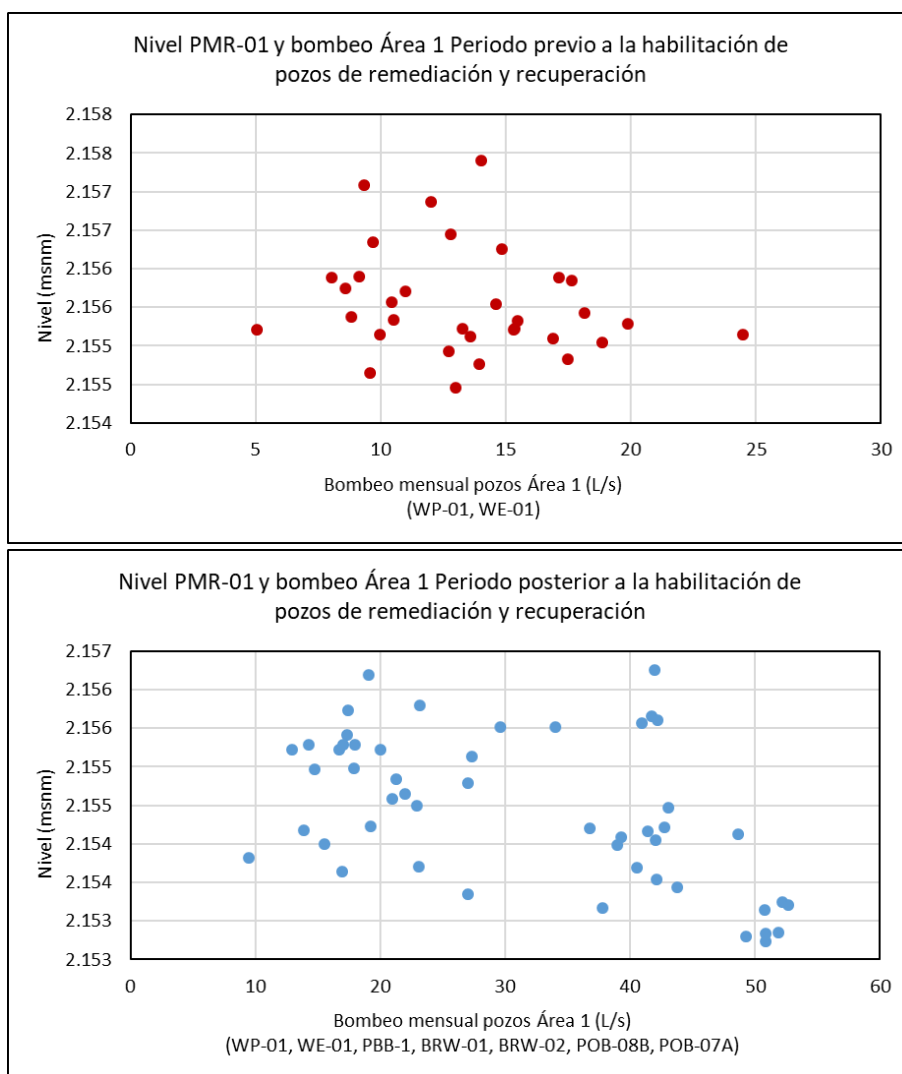 Nivel PMR-01 y bombeo Área 1 Periodo previo a la habilitación de
pozos de remediación y recuperación
2.158
2.158
2.157
2.157
2.156
2.156
2.155
2.155
2.154
Nivel (msnm)
0 5 10 15 20 25 30
Bombeo mensual pozos Área 1 (L/s)
(WP-01, WE-01)
Nivel PMR-01 y bombeo Área 1 Periodo posterior a la habilitación de
pozos de remediación y recuperación
2.157
2.156
2.156
2.155
2.155
2.154
2.154
2.153
2.153
Nivel (msnm)
0 10 20 30 40 50 60
Bombeo mensual pozos Área 1 (L/s)
(WP-01, WE-01, PBB-1, BRW-01, BRW-02, POB-08B, POB-07A)